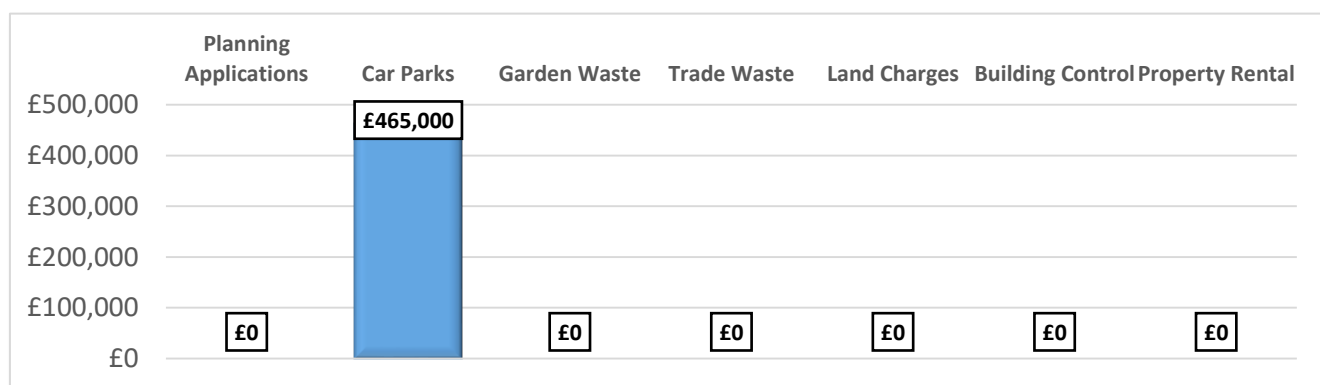 Planning
Applications
Car Parks
Garden Waste
Trade Waste
Land Charges
Building Control
Property Rental
£500,000
£400,000
£300,000
£200,000
£100,000
£0
£0
£465,000
£0
£0
£0
£0
£0